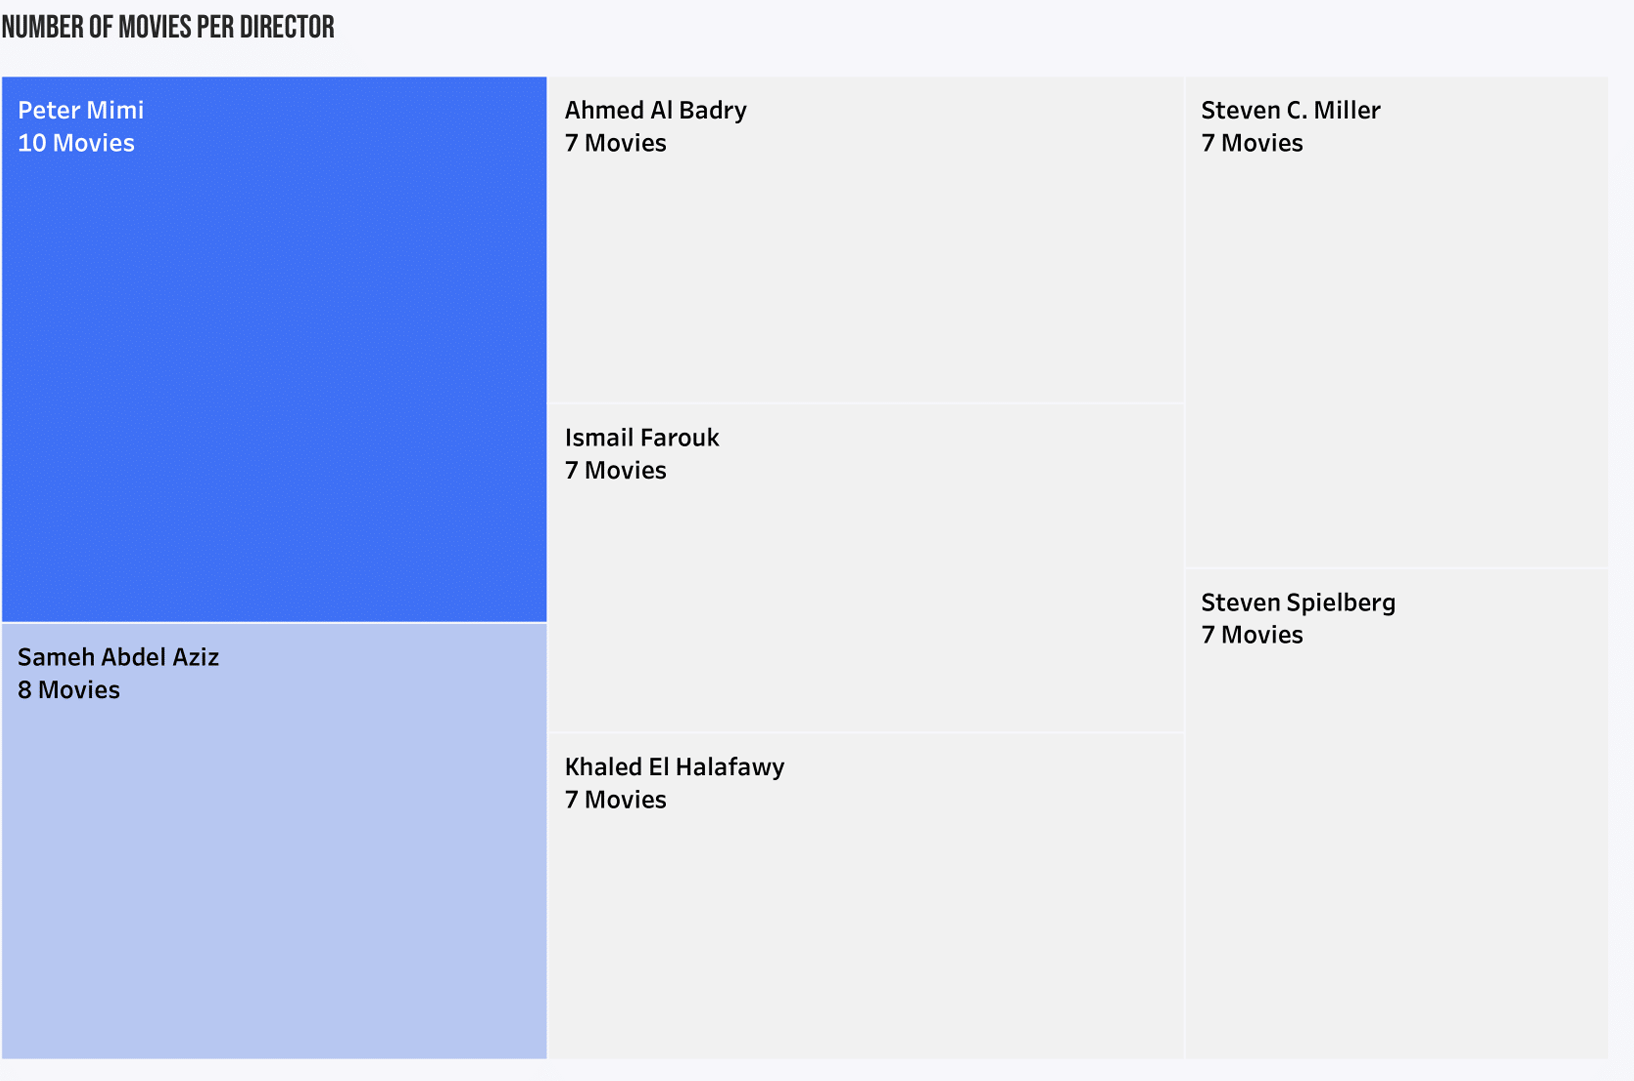 NUMBER OF MOVIES PER DIRECTOR
Peter Mimi
10 Movies
Sameh Abdel Aziz
8 Movies
Ahmed Al Badry
7 Movies
Ismail Farouk
7 Movies
Khaled El Halafawy
7 Movies
Steven C. Miller
7 Movies
Steven Spielberg
7 Movies